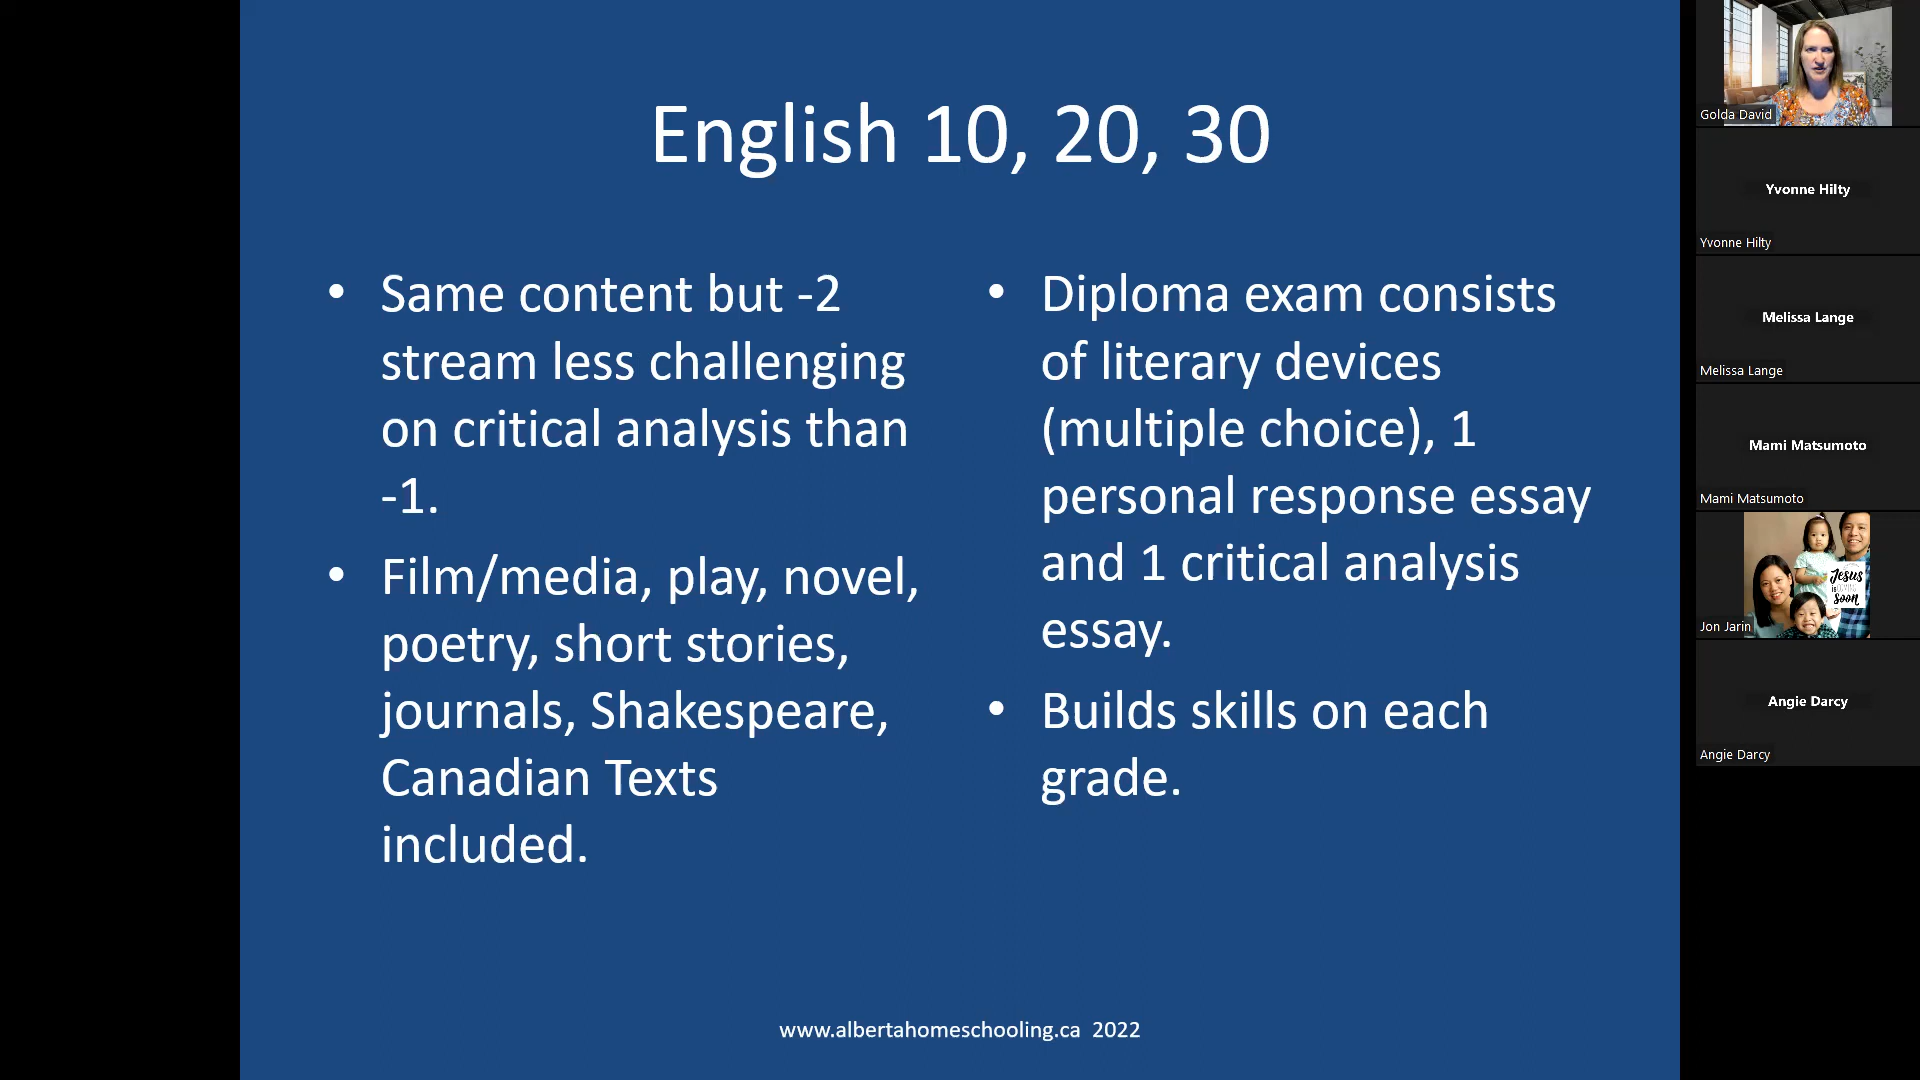 English 10, 20, 30
• Same content but -2
stream less challenging
on critical analysis than
-1.
• Film/media, play, novel,
poetry, short stories,
journals, Shakespeare,
Canadian Texts
included.
• Diploma exam consists
of literary devices
(multiple choice), 1
personal response essay
and 1 critical analysis
essay.
• Builds skills on each
grade.
www.albertahomeschooling.ca 2022
Golda David
Yvonne Hilty
Yvonne Hilty
Melissa Lange
Melissa Lange
Mami Matsumoto
Mami Matsumoto
Jesus
soon
Jon Jarin
Angie Darcy
Angie Darcy